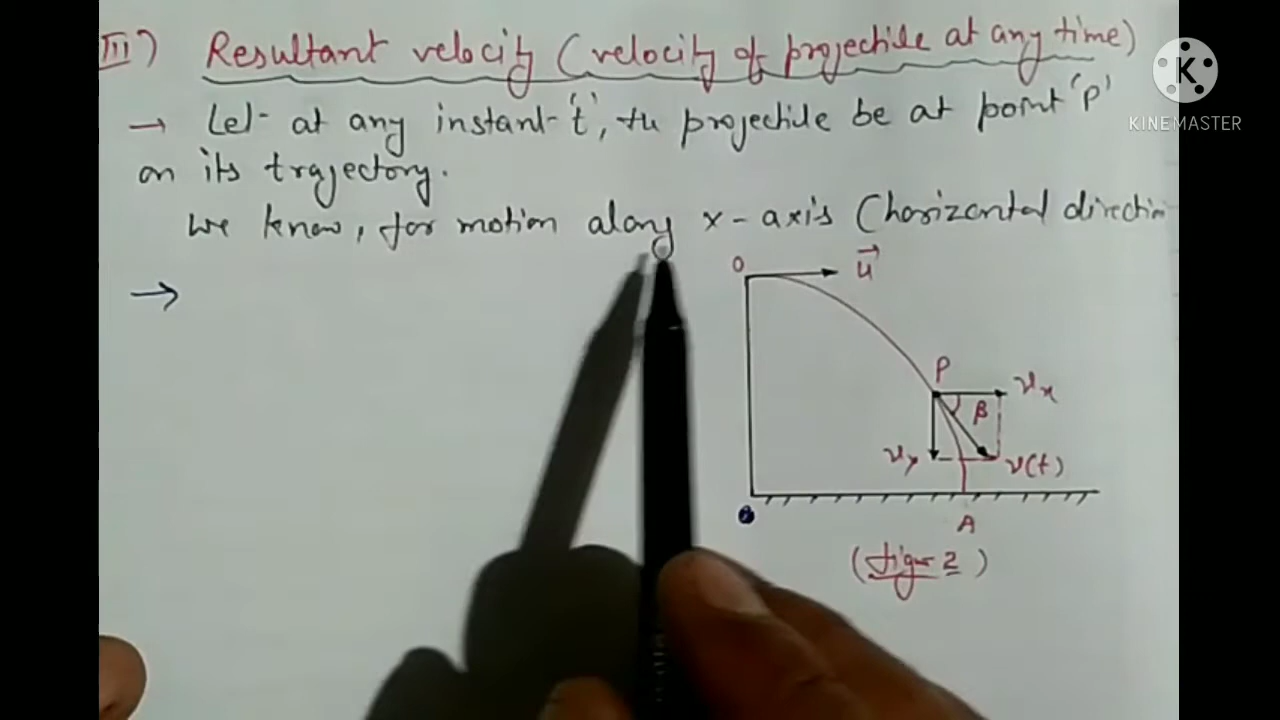 III) Resultant velocity (velocity of projectile at any time)
→ Let at any instant 't', the projectile be at point 'P'
on its trajectory.
We know, for motion along x-axis (horizontal direction
→
O
u
P
vx
β
vy
v(t)
A
(figure 2)
K
KINEMASTER